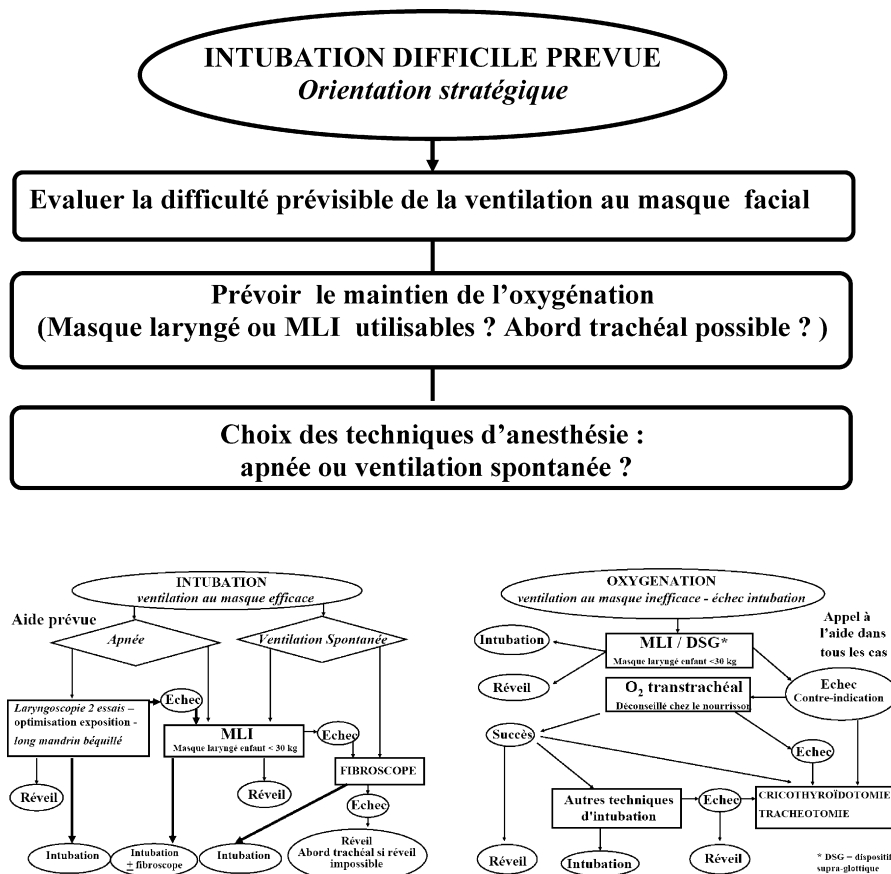 INTUBATION DIFFICILE PREVUE
Orientation stratégique
Evaluer la difficulté prévisible de la ventilation au masque facial
Prévoir le maintien de l'oxygénation
(Masque laryngé ou MLI utilisables ? Abord trachéal possible ? )
Choix des techniques d'anesthésie :
apnée ou ventilation spontanée ?
INTUBATION
ventilation au masque efficace
Aide prévue
Apnée
Ventilation Spontanée
Laryngoscopie 2 essais –
optimisation exposition -
long mandrin béquillé
Echec
MLI
Masque laryngé enfant < 30 kg
Echec
FIBROSCOPE
Réveil
Réveil
Echec
Intubation
Intubation
± fibroscope
Intubation
Réveil
Abord trachéal si réveil
impossible
OXYGENATION
ventilation au masque inefficace - échec intubation
Appel à
l'aide dans
tous les cas
Intubation
MLI / DSG*
Masque laryngé enfant <30 kg
Réveil
O2 transtrachéal
Déconseillé chez le nourrisson
Echec
Contre-indication
Succès
Echec
Autres techniques
d'intubation
Echec
CRICOTHYROÏDOTOMIE
TRACHEOTOMIE
Réveil
Intubation
Réveil
* DSG – dispositif
supra-glottique